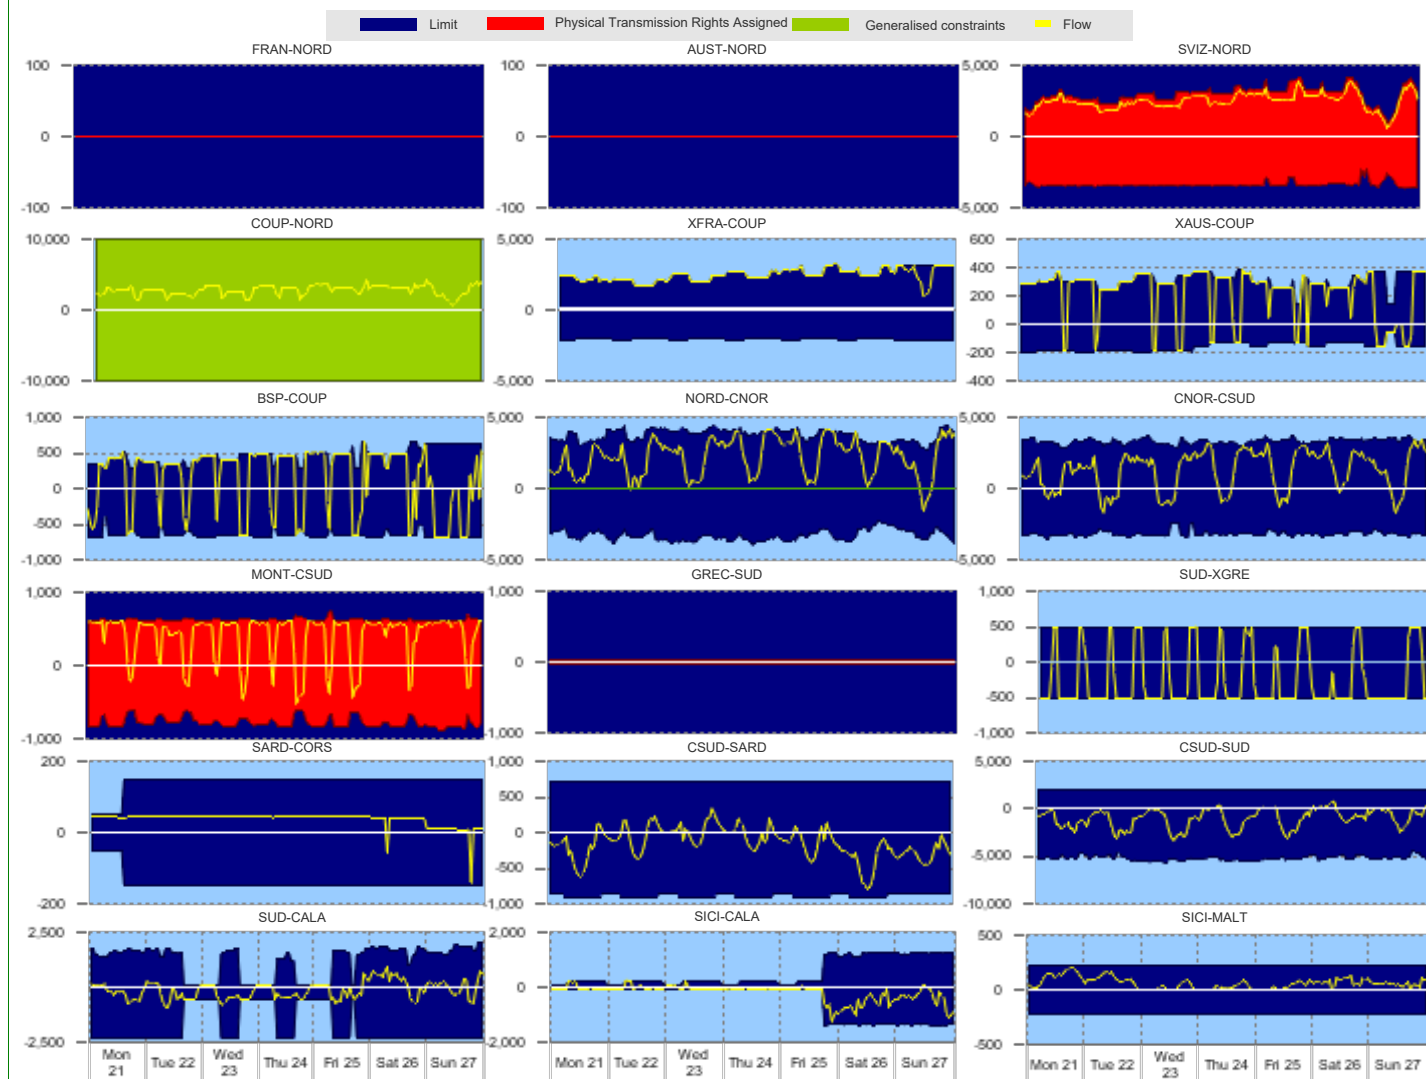 Limit Physical Transmission Rights Assigned Generalised constraints Flow
FRAN-NORD AUST-NORD SVIZ-NORD
100 100 5,000
0 0 0
-100 -100 -5,000
COUP-NORD XFRA-COUP XAUS-COUP
10,000 5,000 600
400
200
0 0 0
-200
-10,000 -5,000 -400
BSP-COUP NORD-CNOR CNOR-CSUD
1,000 5,000 5,000
500
0 0 0
-500
-1,000 -5,000 -5,000
MONT-CSUD GREC-SUD SUD-XGRE
1,000 1,000 1,000
500
0 0 0
-500
-1,000 -1,000 -1,000
SARD-CORS CSUD-SARD CSUD-SUD
200 1,000 5,000
500
0 0 0
-500 -5,000
-200 -1,000 -10,000
SUD-CALA SICI-CALA SICI-MALT
2,500 2,000 500
0 0 0
-2,500 -2,000 -500
Mon 21 Tue 22 Wed 23 Thu 24 Fri 25 Sat 26 Sun 27
Mon 21 Tue 22 Wed 23 Thu 24 Fri 25 Sat 26 Sun 27
Mon 21 Tue 22 Wed 23 Thu 24 Fri 25 Sat 26 Sun 27